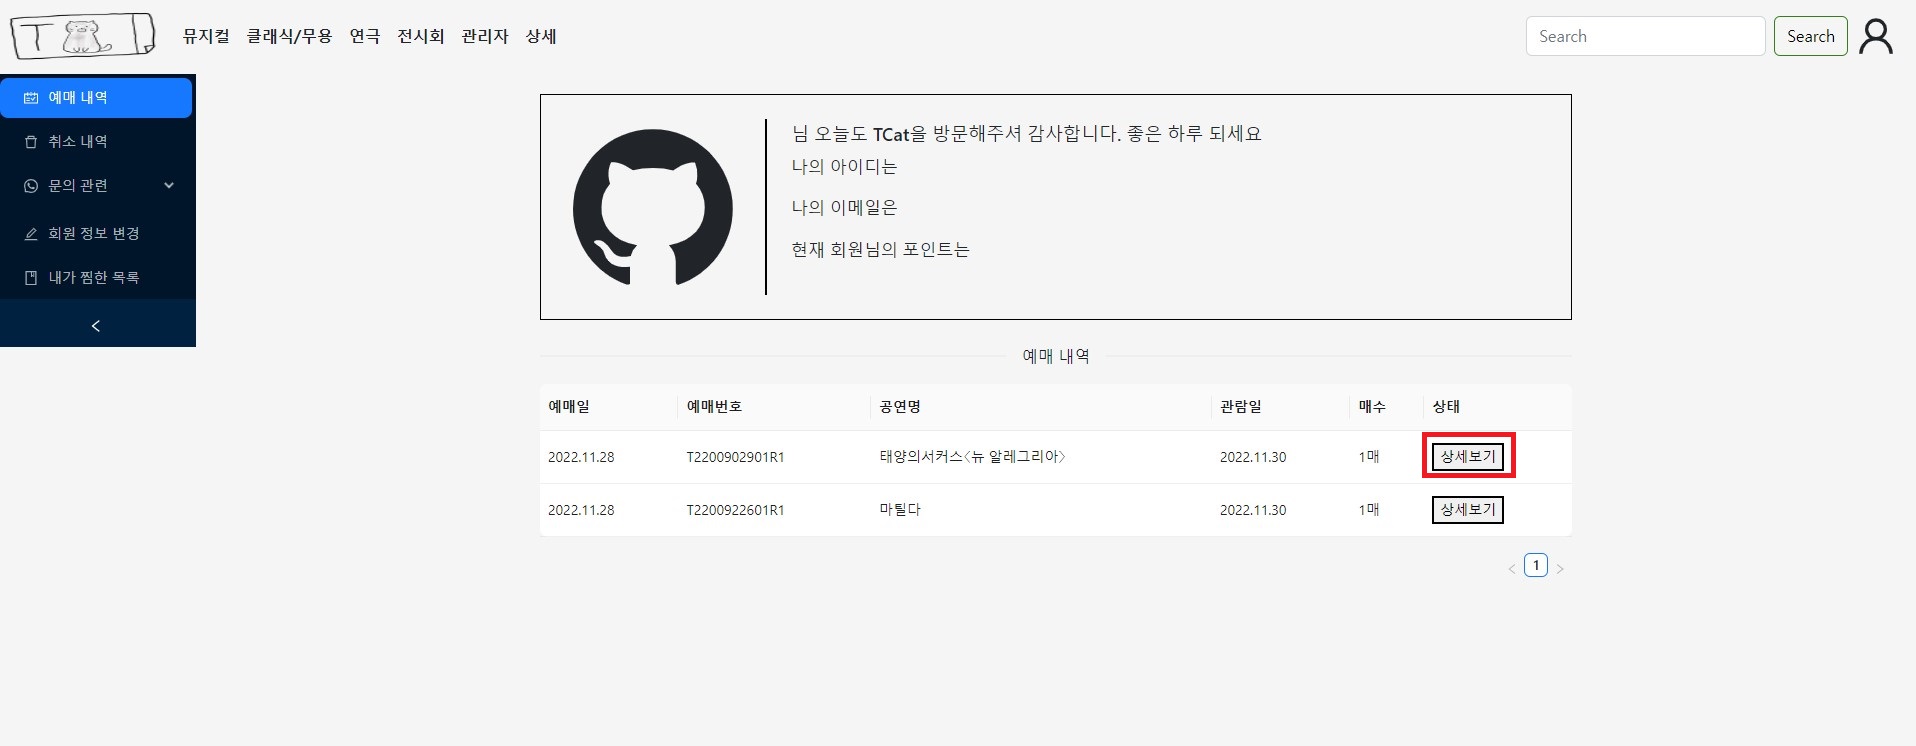 T
뮤지컬 클래식/무용 연극 전시회 관리자 상세
Search
Search
예매 내역
취소 내역
문의 관련
회원 정보 변경
내가 찜한 목록
님 오늘도 TCat을 방문해주셔 감사합니다. 좋은 하루 되세요
나의 아이디는
나의 이메일은
현재 회원님의 포인트는
예매 내역
예매일 예매번호 공연명 관람일 매수 상태
2022.11.28 T2200902901R1 태양의서커스<뉴 알레그리아> 2022.11.30 1매 상세보기
2022.11.28 T2200922601R1 마틸다 2022.11.30 1매 상세보기
< 1 >